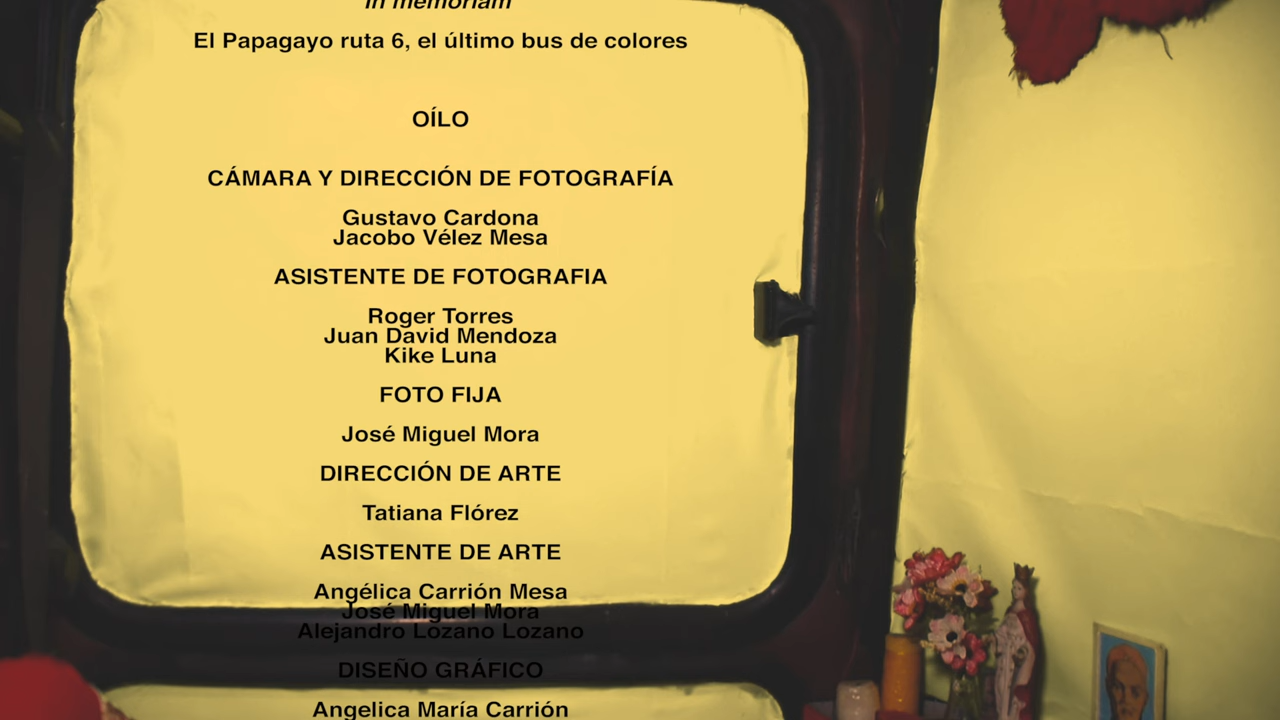 In memoriam
El Papagayo ruta 6, el último bus de colores
OÍLO
CÁMARA Y DIRECCIÓN DE FOTOGRAFÍA
Gustavo Cardona
Jacobo Vélez Mesa
ASISTENTE DE FOTOGRAFIA
Roger Torres
Juan David Mendoza
Kike Luna
FOTO FIJA
José Miguel Mora
DIRECCIÓN DE ARTE
Tatiana Flórez
ASISTENTE DE ARTE
Angélica Carrión Mesa
José Miguel Mora
Alejandro Lozano Lozano
DISEÑO GRÁFICO
Angelica María Carrión